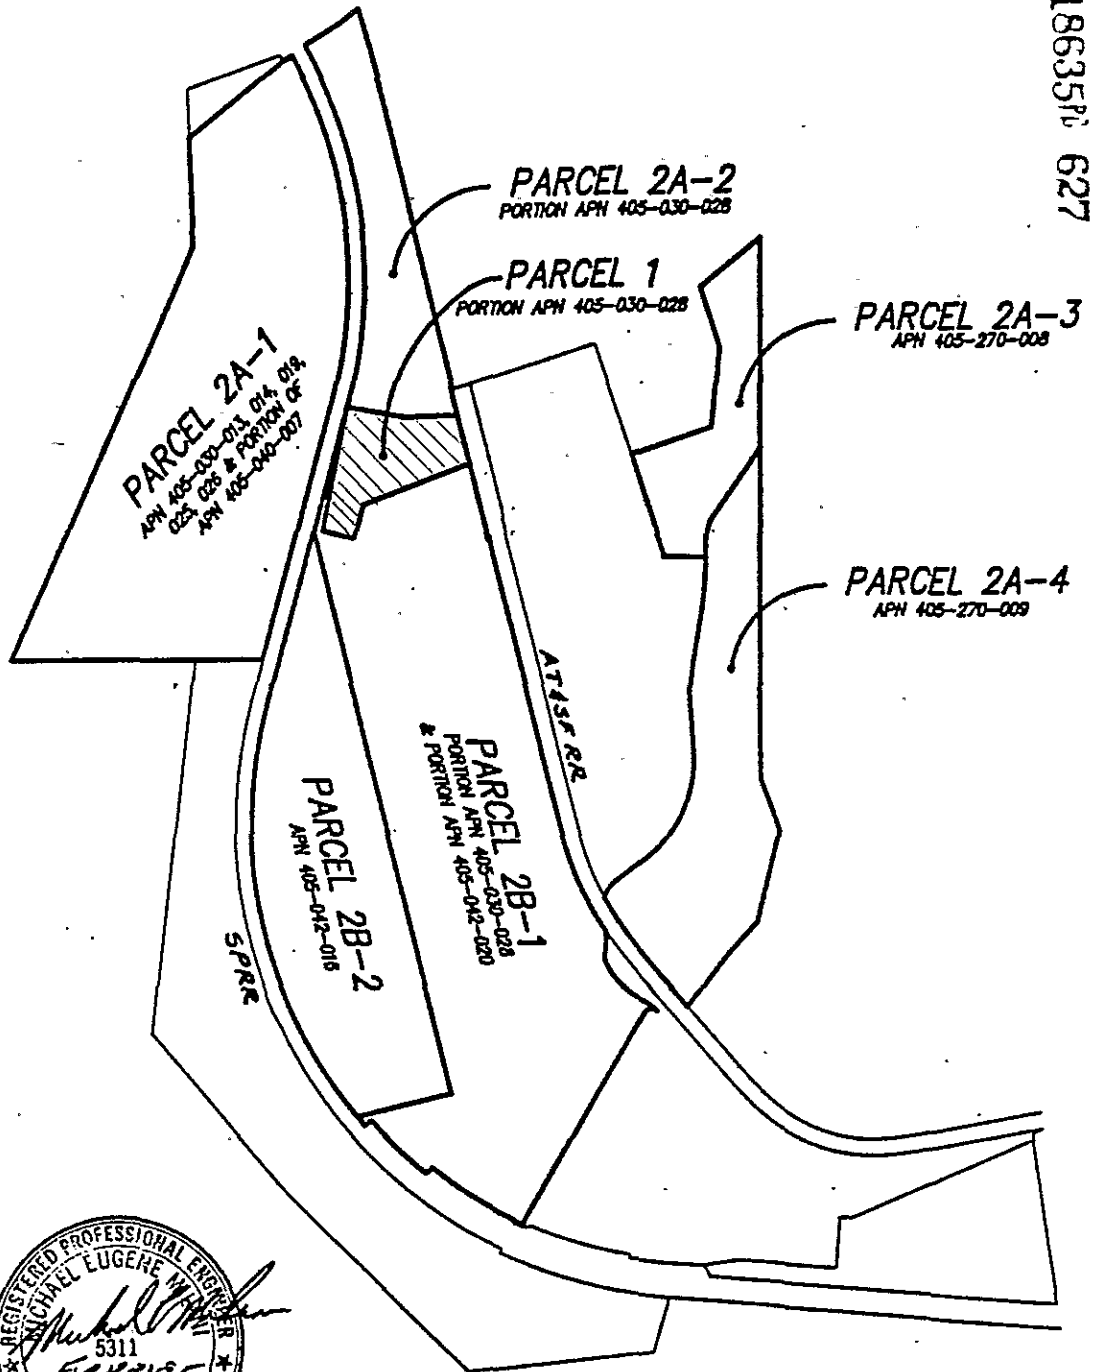 18635PG 627
PARCEL 2A-2
PORTION APN 405-030-028
PARCEL 1
PORTION APN 405-030-028
PARCEL 2A-3
APN 405-270-008
PARCEL 2A-1
APN 405-030-013, 014, 019,
025, 026 & PORTION OF
APN 405-040-007
PARCEL 2A-4
APN 405-270-009
AT&SF RR
PARCEL 2B-1
PORTION APN 405-030-028
& PORTION APN 405-042-020
PARCEL 2B-2
APN 405-042-016
SPRR
REGISTERED PROFESSIONAL ENGINEER
MICHAEL EUGENE
5311